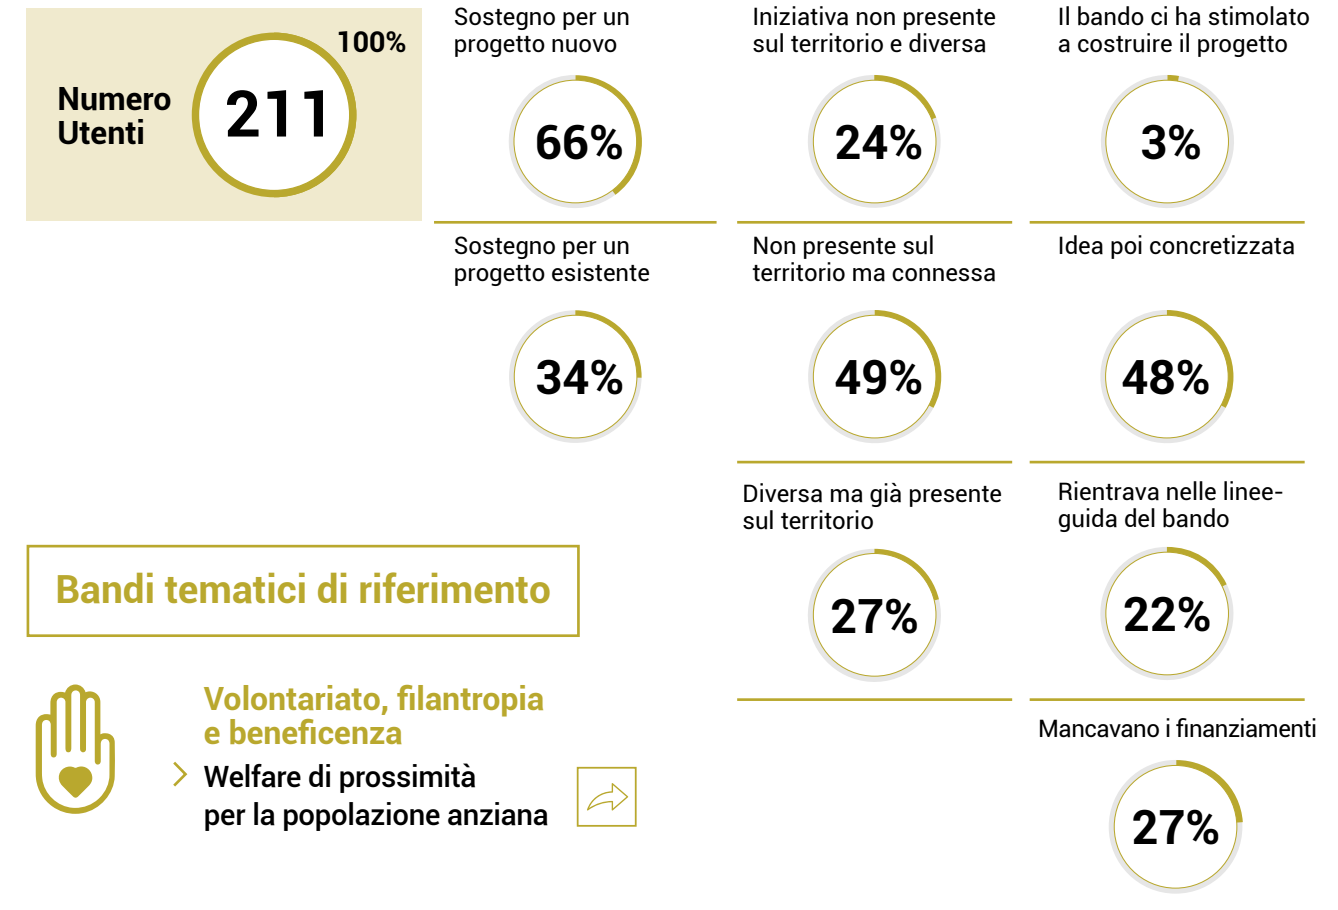 Numero
Utenti
211
100%
Sostegno per un
progetto nuovo
66%
Sostegno per un
progetto esistente
34%
Iniziativa non presente
sul territorio e diversa
24%
Non presente sul
territorio ma connessa
49%
Diversa ma già presente
sul territorio
27%
Il bando ci ha stimolato
a costruire il progetto
3%
Idea poi concretizzata
48%
Rientrava nelle linee-
guida del bando
22%
Mancavano i finanziamenti
27%
Bandi tematici di riferimento
Volontariato, filantropia
e beneficenza
Welfare di prossimità
per la popolazione anziana